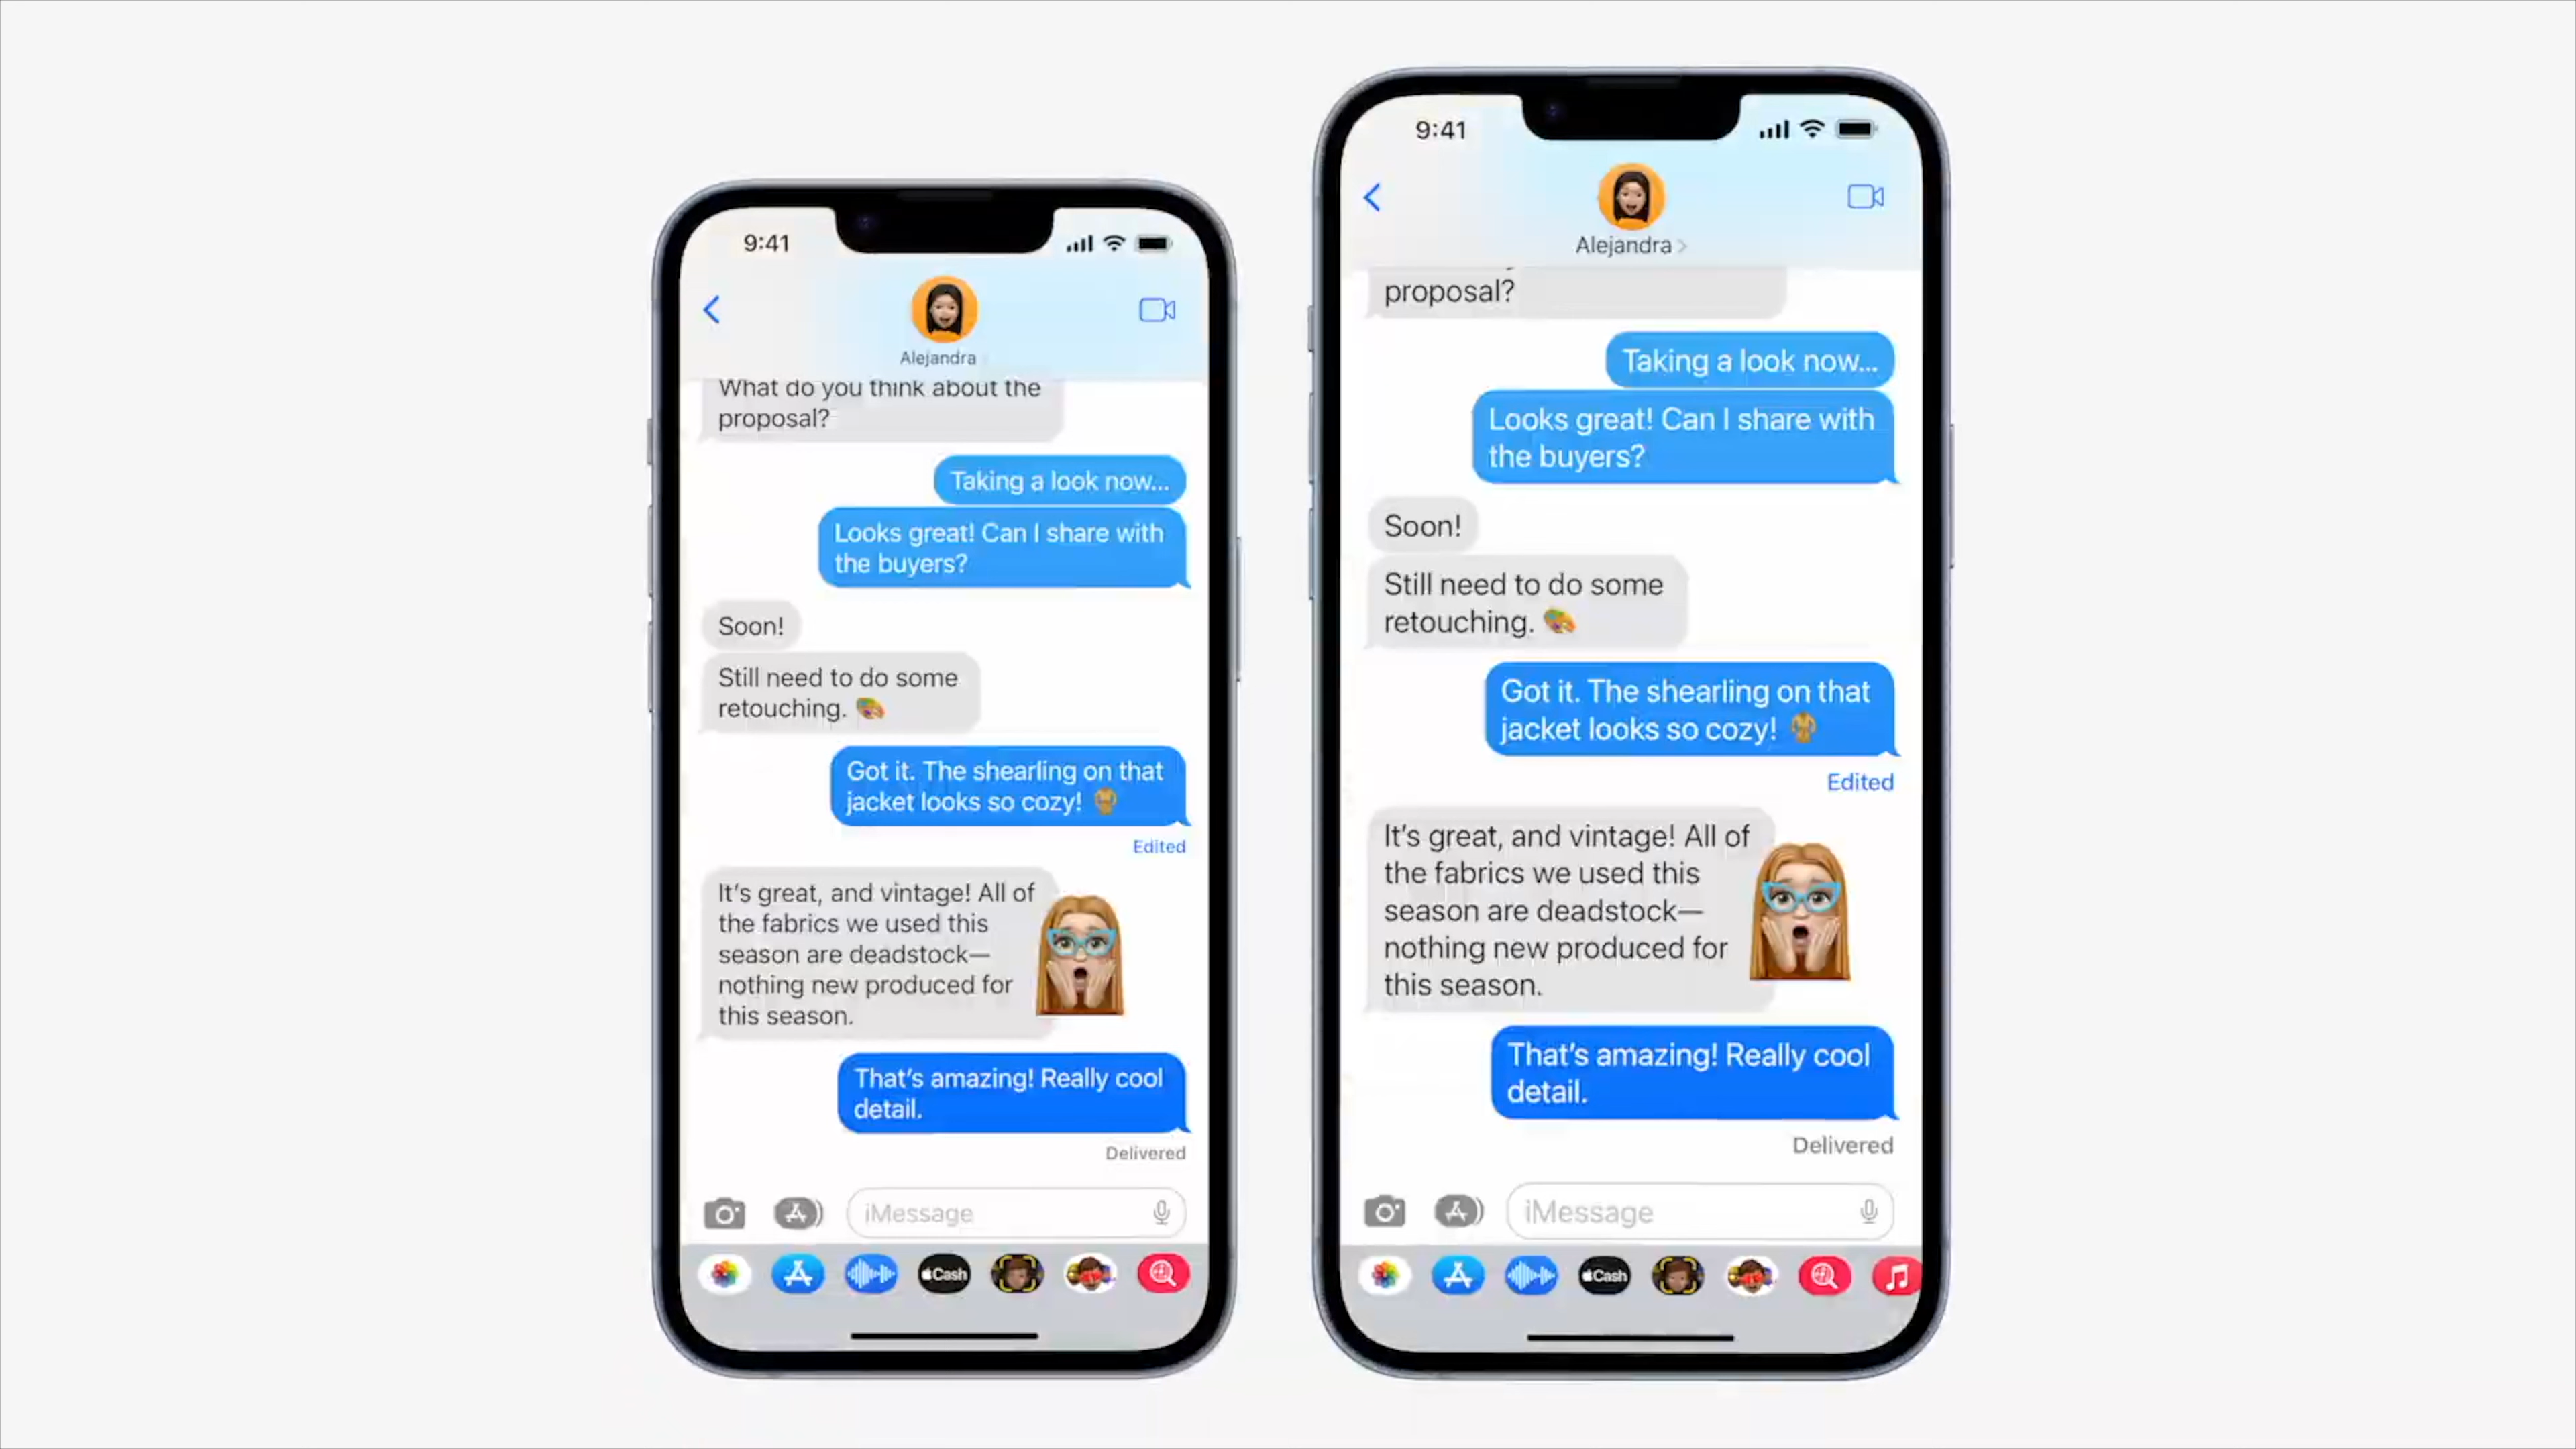 9:41
Alejandra
What do you think about the
proposal?
Taking a look now...
Looks great! Can I share with
the buyers?
Soon!
Still need to do some
retouching. 🎨
Got it. The shearling on that
jacket looks so cozy! 🧥
Edited
It's great, and vintage! All of
the fabrics we used this
season are deadstock—
nothing new produced for
this season.
That's amazing! Really cool
detail.
Delivered
iMessage
Cash
9:41
Alejandra >
proposal?
Taking a look now...
Looks great! Can I share with
the buyers?
Soon!
Still need to do some
retouching. 🎨
Got it. The shearling on that
jacket looks so cozy! 🧥
Edited
It's great, and vintage! All of
the fabrics we used this
season are deadstock—
nothing new produced for
this season.
That's amazing! Really cool
detail.
Delivered
iMessage
Cash